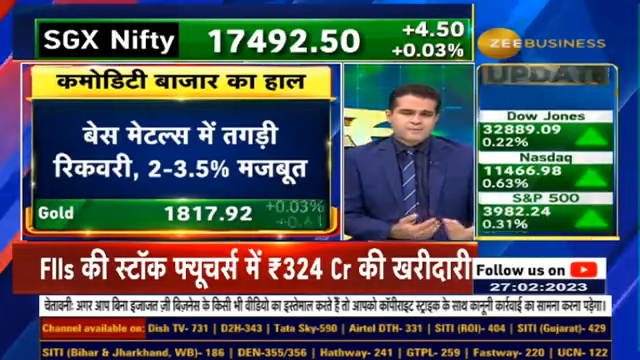 SGX Nifty 17492.50 +4.50
+0.03%
ZEE BUSINESS
कमोडिटी बाजार का हाल
बेस मेटल्स में तगड़ी
रिकवरी, 2-3.5% मजबूत
Gold 1817.92 +0.03%
UPDATE
Dow Jones
32889.09
0.22%
Nasdaq
11466.98
0.63%
S&P 500
3982.24
0.31%
FIIs की स्टॉक फ्यूचर्स में ₹324 Cr की खरीदारी
Follow us on
27-02-2023
चेतावनी: अगर आप बिना इजाजत ज़ी बिज़नेस के किसी भी वीडियो का इस्तेमाल करते हैं तो आपको कॉपीराइट स्ट्राइक के साथ कानूनी कार्रवाई का सामना करना पड़ेगा।
Channel available on: Dish TV- 731 | D2H-343 | Tata Sky-590 | Airtel DTH- 331 | SITI (ROI) - 404 | SITI (Gujarat) - 429
SITI (Bihar & Jharkhand, WB)- 186 | DEN-355/356 | Hathway- 241 | GTPL- 259 | Fastway- 220 | UCN- 122